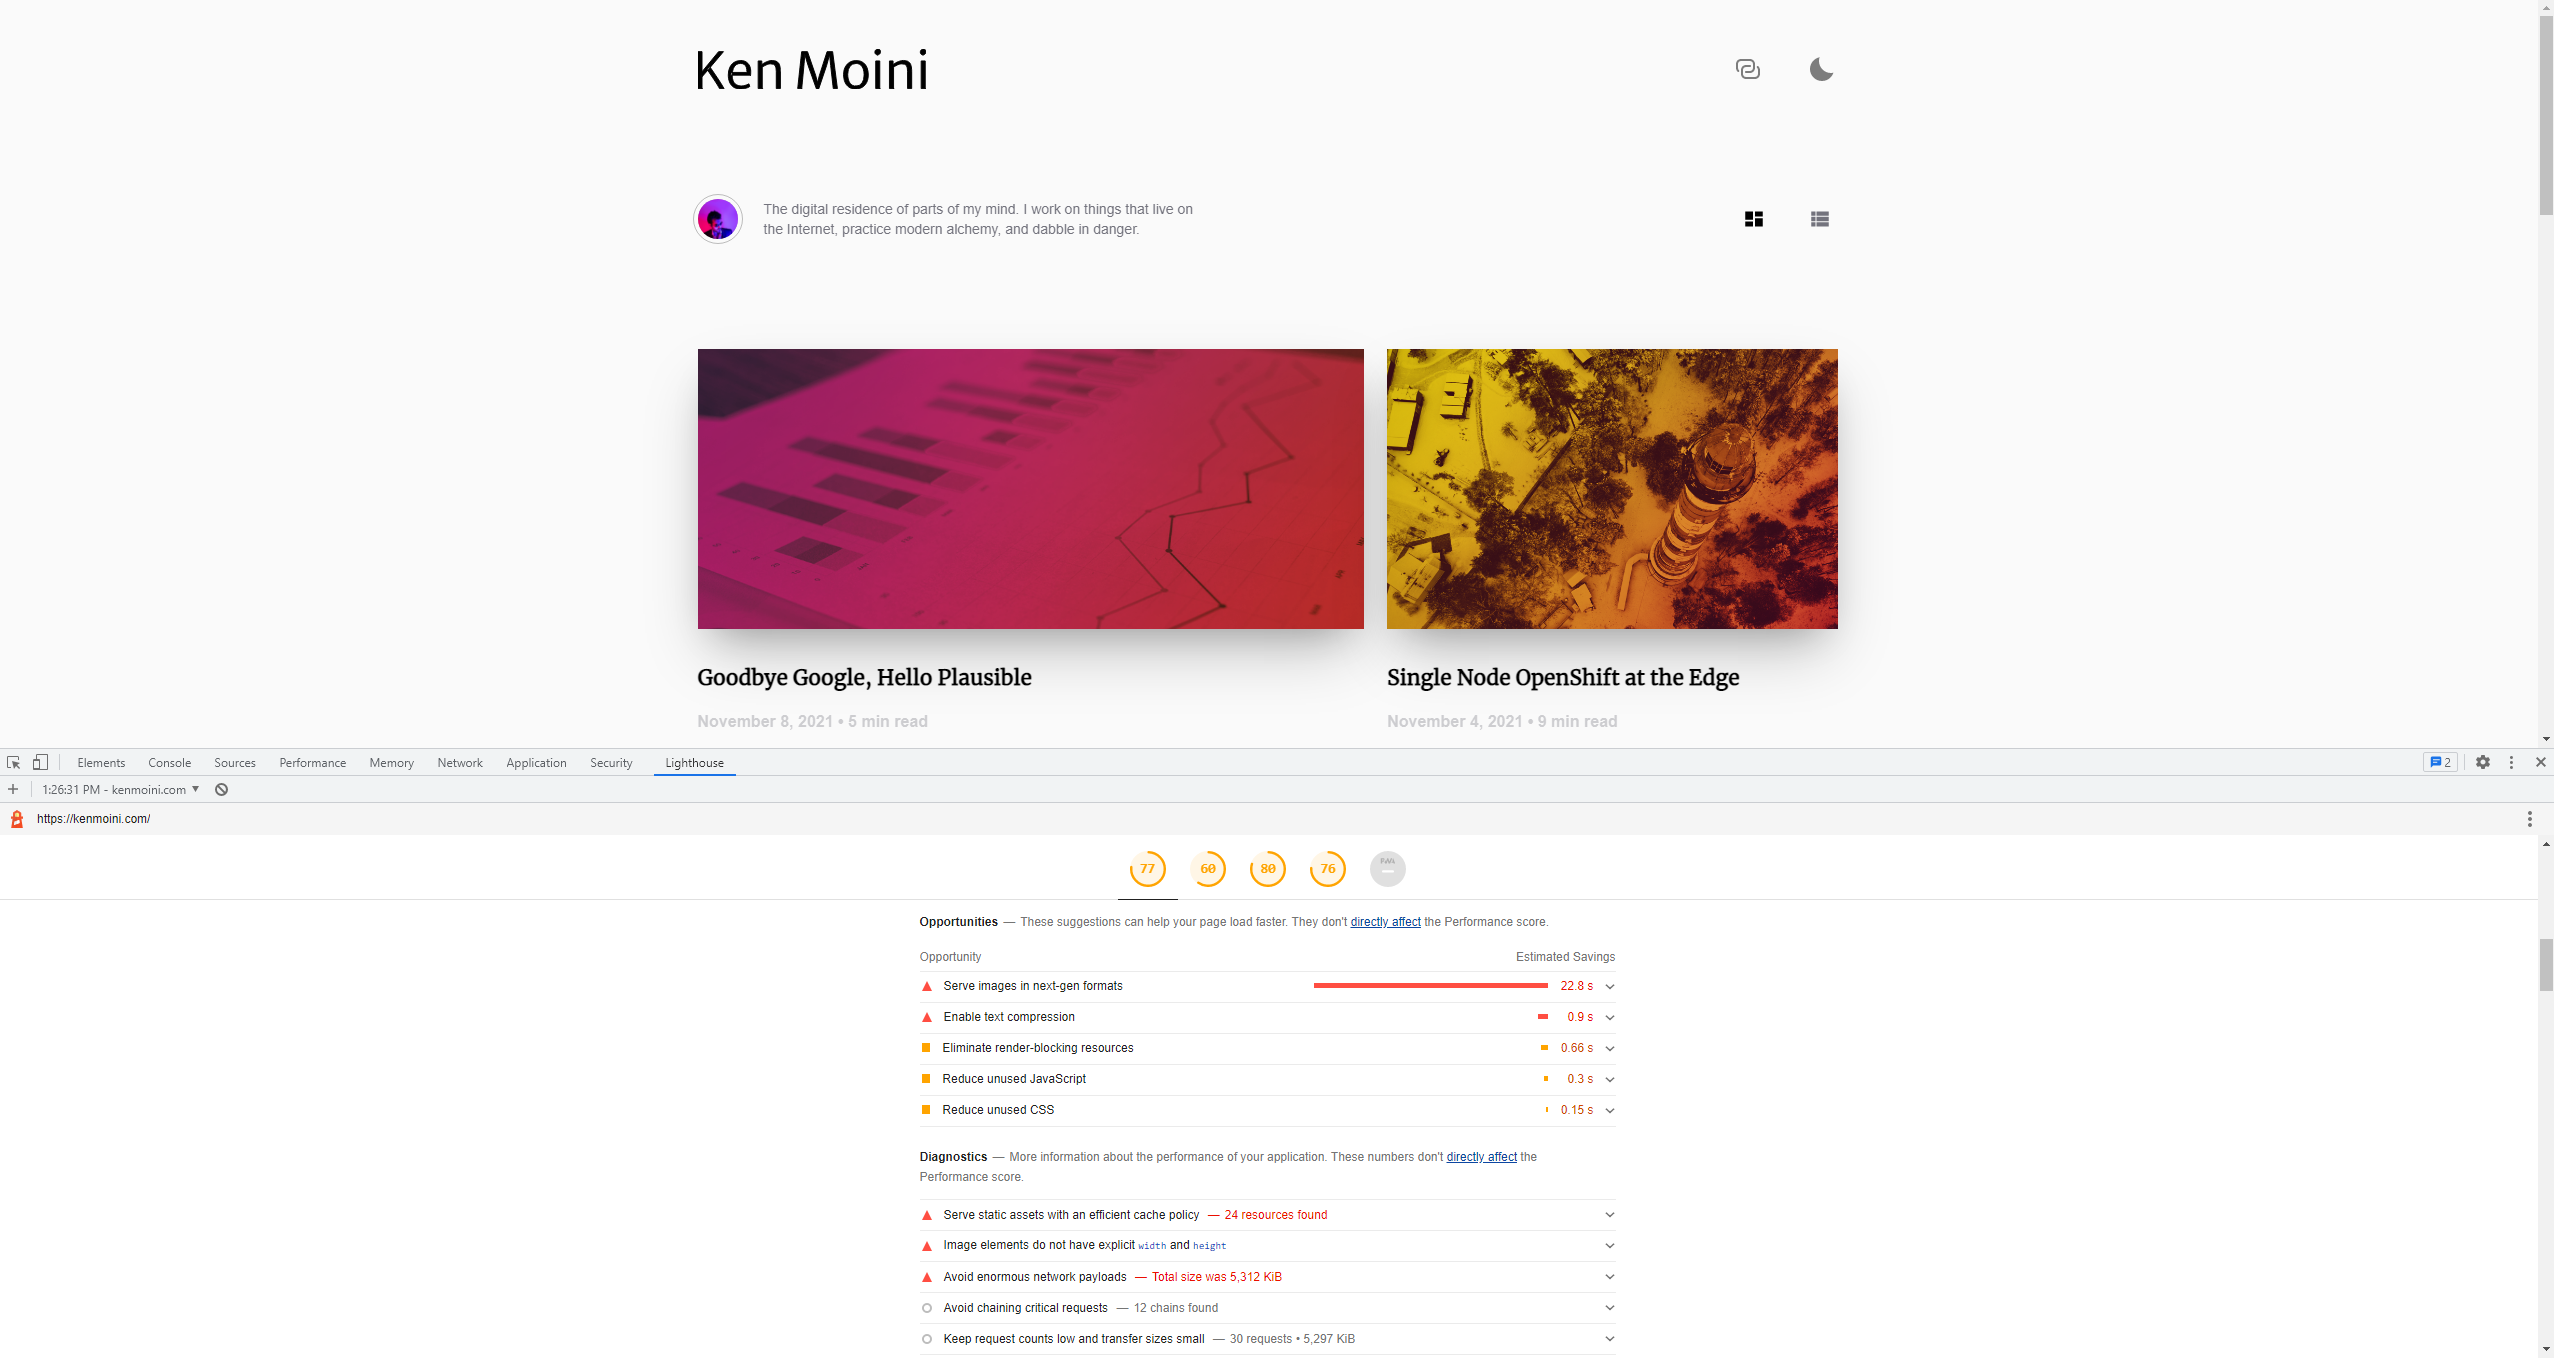 Ken Moini
The digital residence of parts of my mind. I work on things that live on
the Internet, practice modern alchemy, and dabble in danger.
Goodbye Google, Hello Plausible
November 8, 2021 • 5 min read
Single Node OpenShift at the Edge
November 4, 2021 • 9 min read
Elements Console Sources Performance Memory Network Application Security Lighthouse 2
1:26:31 PM - kenmoini.com
https://kenmoini.com/
77 60 80 76 PWA
Opportunities — These suggestions can help your page load faster. They don't directly affect the Performance score.
Opportunity Estimated Savings
Serve images in next-gen formats 22.8 s
Enable text compression 0.9 s
Eliminate render-blocking resources 0.66 s
Reduce unused JavaScript 0.3 s
Reduce unused CSS 0.15 s
Diagnostics — More information about the performance of your application. These numbers don't directly affect the
Performance score.
Serve static assets with an efficient cache policy — 24 resources found
Image elements do not have explicit width and height
Avoid enormous network payloads — Total size was 5,312 KiB
Avoid chaining critical requests — 12 chains found
Keep request counts low and transfer sizes small — 30 requests • 5,297 KiB